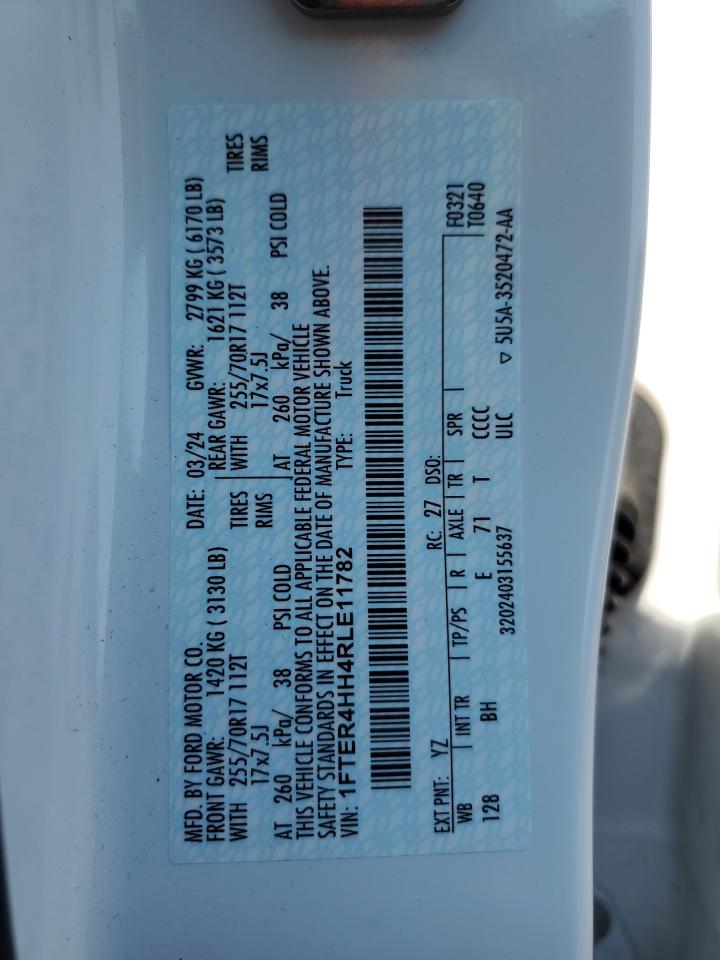 MFD. BY FORD MOTOR CO. DATE: 03/24 GVWR: 2799 KG ( 6170 LB)
FRONT GAWR: 1420 KG ( 3130 LB) REAR GAWR: 1621 KG ( 3573 LB)
WITH 255/70R17 112T TIRES WITH 255/70R17 112T TIRES
17x7.5J RIMS 17x7.5J RIMS
AT 260 kPa/ 38 PSI COLD AT 260 kPa/ 38 PSI COLD
THIS VEHICLE CONFORMS TO ALL APPLICABLE FEDERAL MOTOR VEHICLE
SAFETY STANDARDS IN EFFECT ON THE DATE OF MANUFACTURE SHOWN ABOVE.
VIN: 1FTER4HH4RLE11782 TYPE: Truck
EXT PNT: YZ RC: 27 DSO: F0321
WB INT TR TP/PS R AXLE TR SPR T0640
128 BH E 71 T CCCC
3202403155637 ULC ▽ 5U5A-3520472-AA